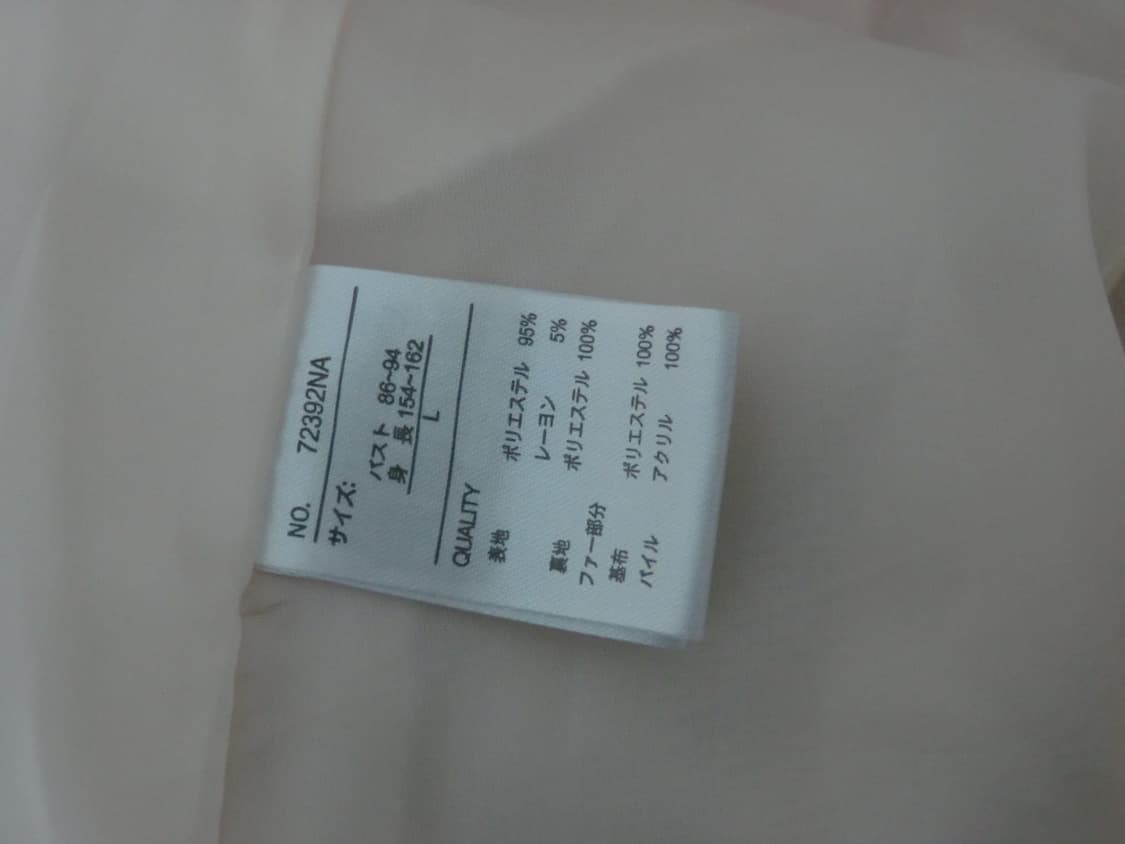 NO. 72392NA
サイズ:
バスト 86~94
身 長 154~162
L
QUALITY
表地 ポリエステル 95%
レーヨン 5%
裏地 ポリエステル 100%
ファー部分
基布 ポリエステル 100%
パイル アクリル 100%